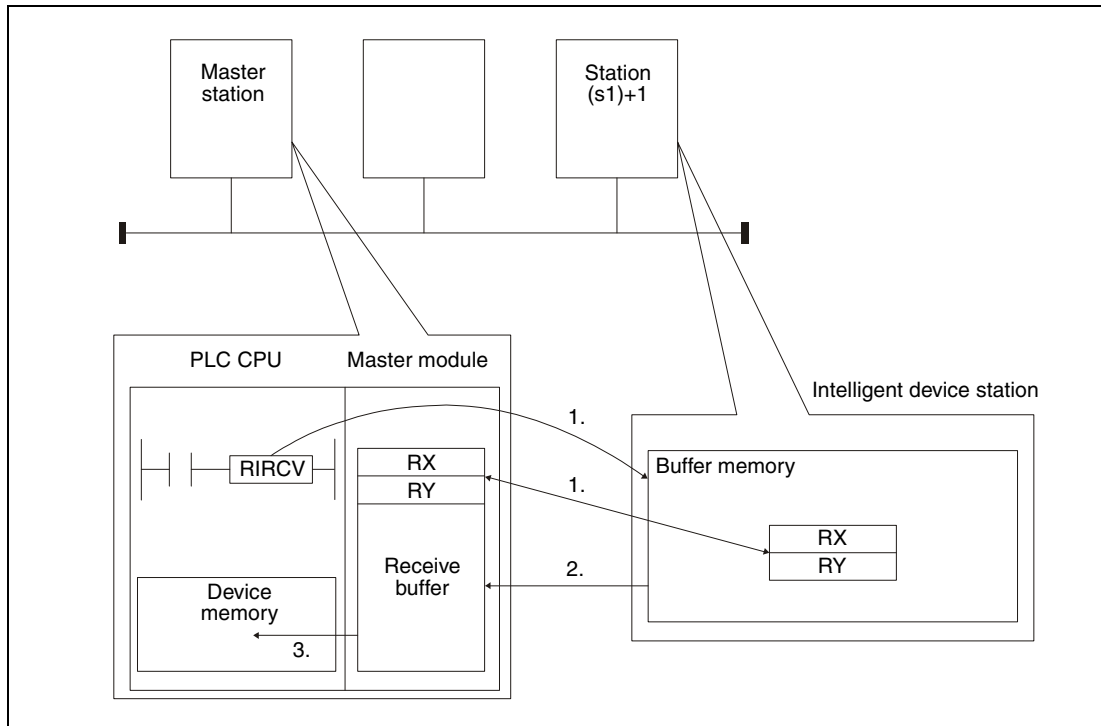 Master
station
Station
(s1)+1
PLC CPU
Master module
Intelligent device station
1.
RIRCV
RX
RY
Buffer memory
1.
RX
RY
Receive
buffer
2.
Device
memory
3.